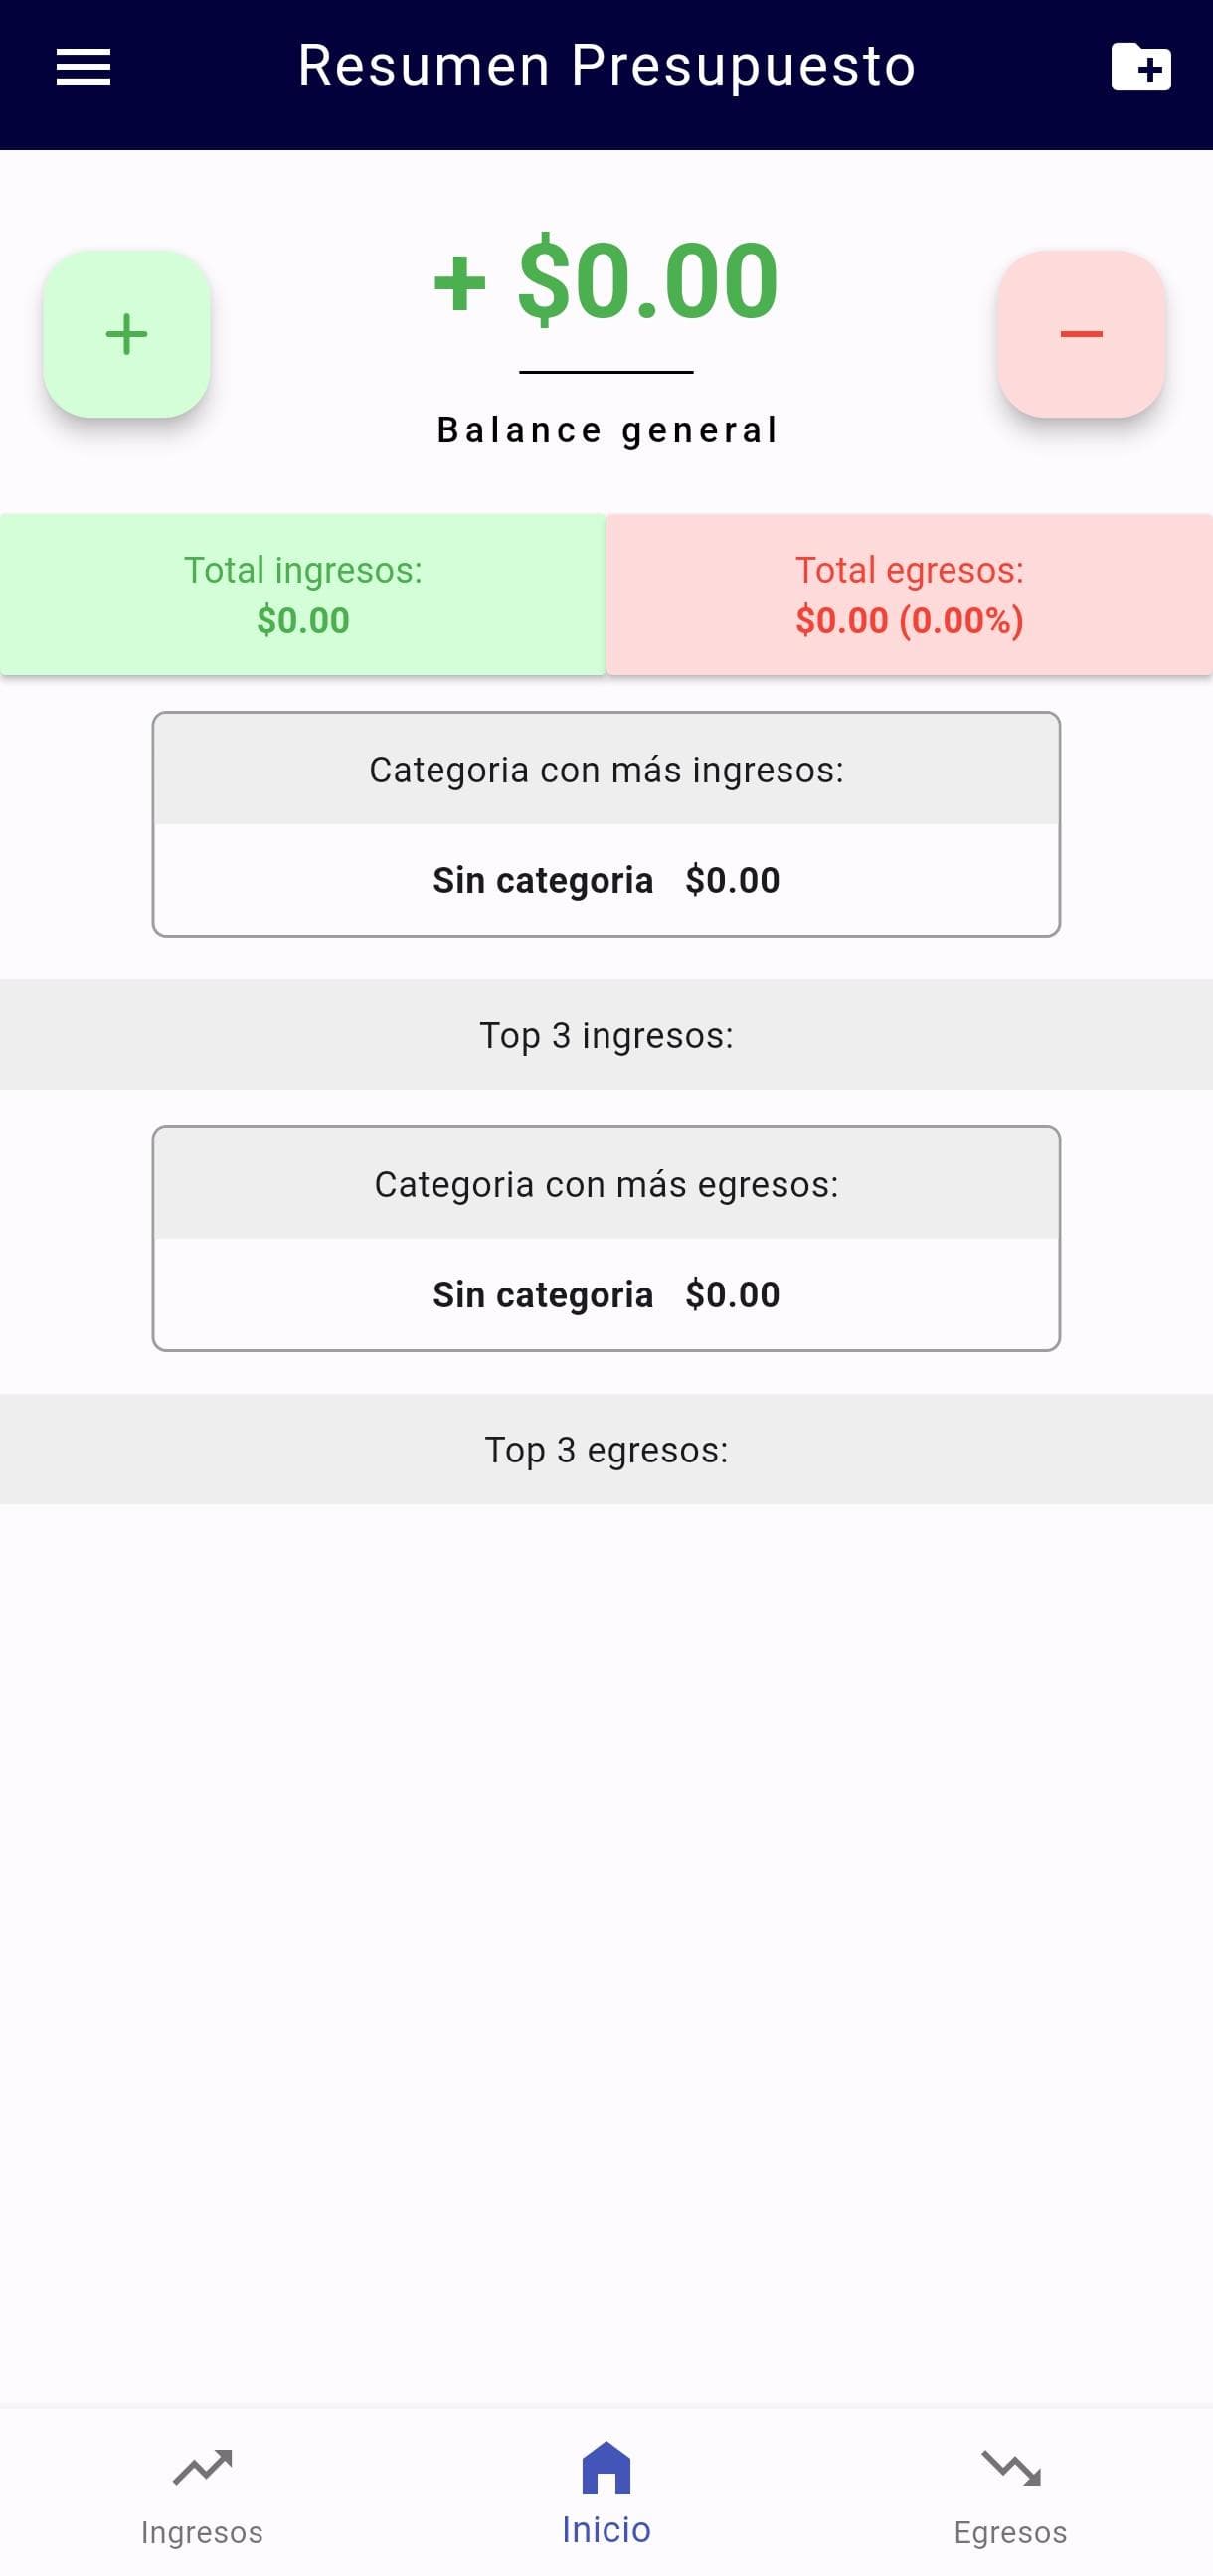 Resumen Presupuesto
+ $0.00
Balance general
Total ingresos:
$0.00
Total egresos:
$0.00 (0.00%)
Categoria con más ingresos:
Sin categoria $0.00
Top 3 ingresos:
Categoria con más egresos:
Sin categoria $0.00
Top 3 egresos:
Ingresos
Inicio
Egresos